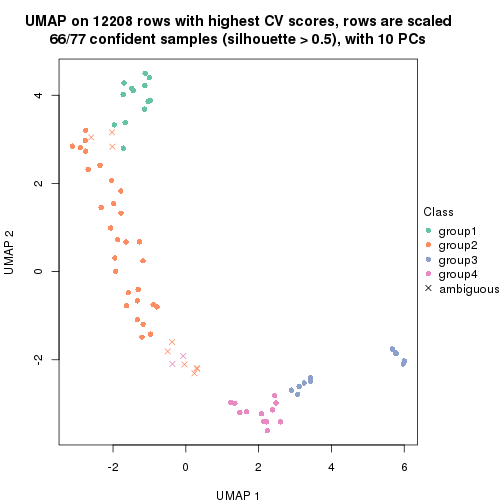 UMAP on 12208 rows with highest CV scores, rows are scaled
66/77 confident samples (silhouette > 0.5), with 10 PCs
4
2
0
-2
UMAP 2
-2
0
2
4
6
UMAP 1
Class
group1
group2
group3
group4
ambiguous